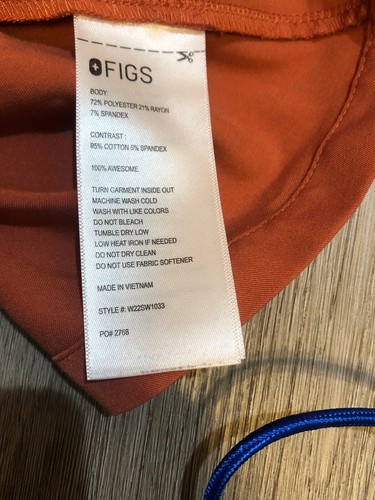 FIGS
BODY:
72% POLYESTER 21% RAYON
7% SPANDEX
CONTRAST :
95% COTTON 5% SPANDEX
100% AWESOME
TURN GARMENT INSIDE OUT
MACHINE WASH COLD
WASH WITH LIKE COLORS
DO NOT BLEACH
TUMBLE DRY LOW
LOW HEAT IRON IF NEEDED
DO NOT DRY CLEAN
DO NOT USE FABRIC SOFTENER
MADE IN VIETNAM
STYLE #: W22SW1033
PO# 2768